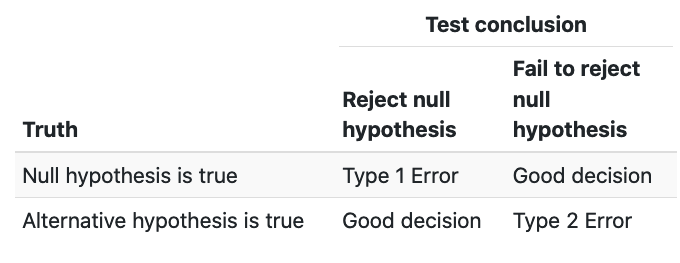 Test conclusion
Fail to reject
Reject null null
Truth hypothesis hypothesis
Null hypothesis is true Type 1 Error Good decision
Alternative hypothesis is true Good decision Type 2 Error